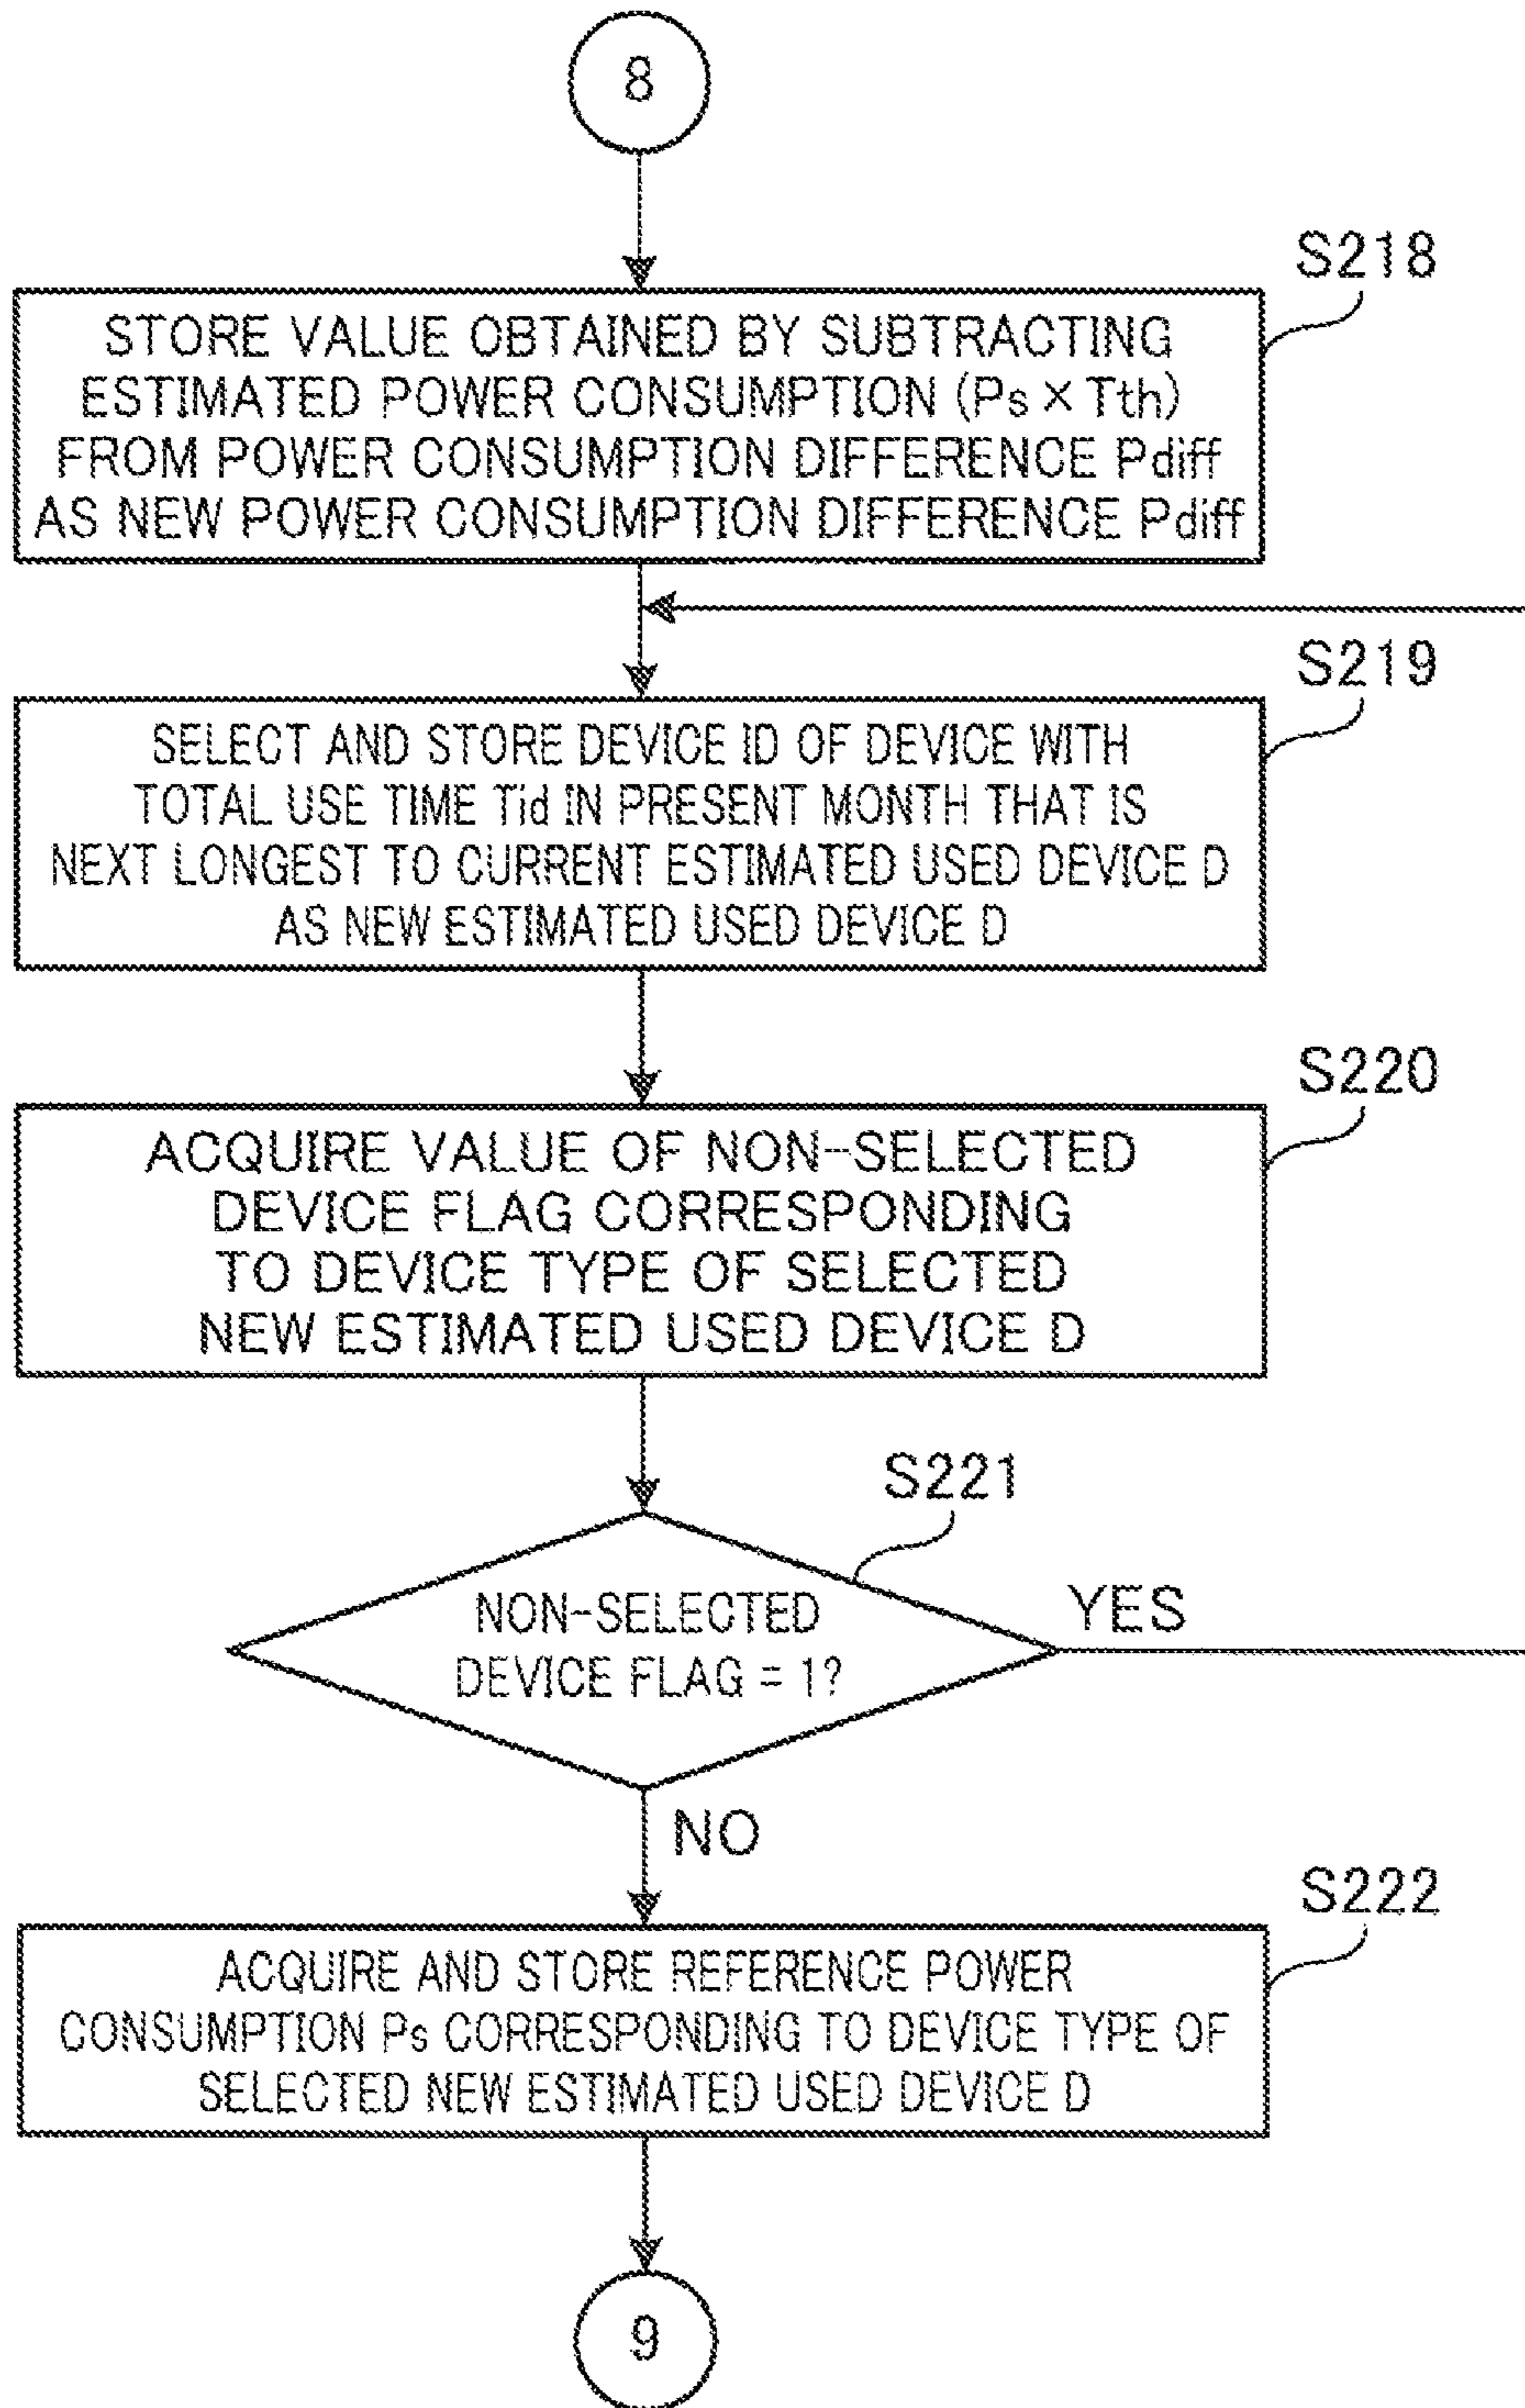 8
S218
STORE VALUE OBTAINED BY SUBTRACTING
ESTIMATED POWER CONSUMPTION (Ps × Tth)
FROM POWER CONSUMPTION DIFFERENCE Pdiff
AS NEW POWER CONSUMPTION DIFFERENCE Pdiff
S219
SELECT AND STORE DEVICE ID OF DEVICE WITH
TOTAL USE TIME Tid IN PRESENT MONTH THAT IS
NEXT LONGEST TO CURRENT ESTIMATED USED DEVICE D
AS NEW ESTIMATED USED DEVICE D
S220
ACQUIRE VALUE OF NON-SELECTED
DEVICE FLAG CORRESPONDING
TO DEVICE TYPE OF SELECTED
NEW ESTIMATED USED DEVICE D
S221
NON-SELECTED
DEVICE FLAG = 1?
YES
NO
S222
ACQUIRE AND STORE REFERENCE POWER
CONSUMPTION Ps CORRESPONDING TO DEVICE TYPE OF
SELECTED NEW ESTIMATED USED DEVICE D
9